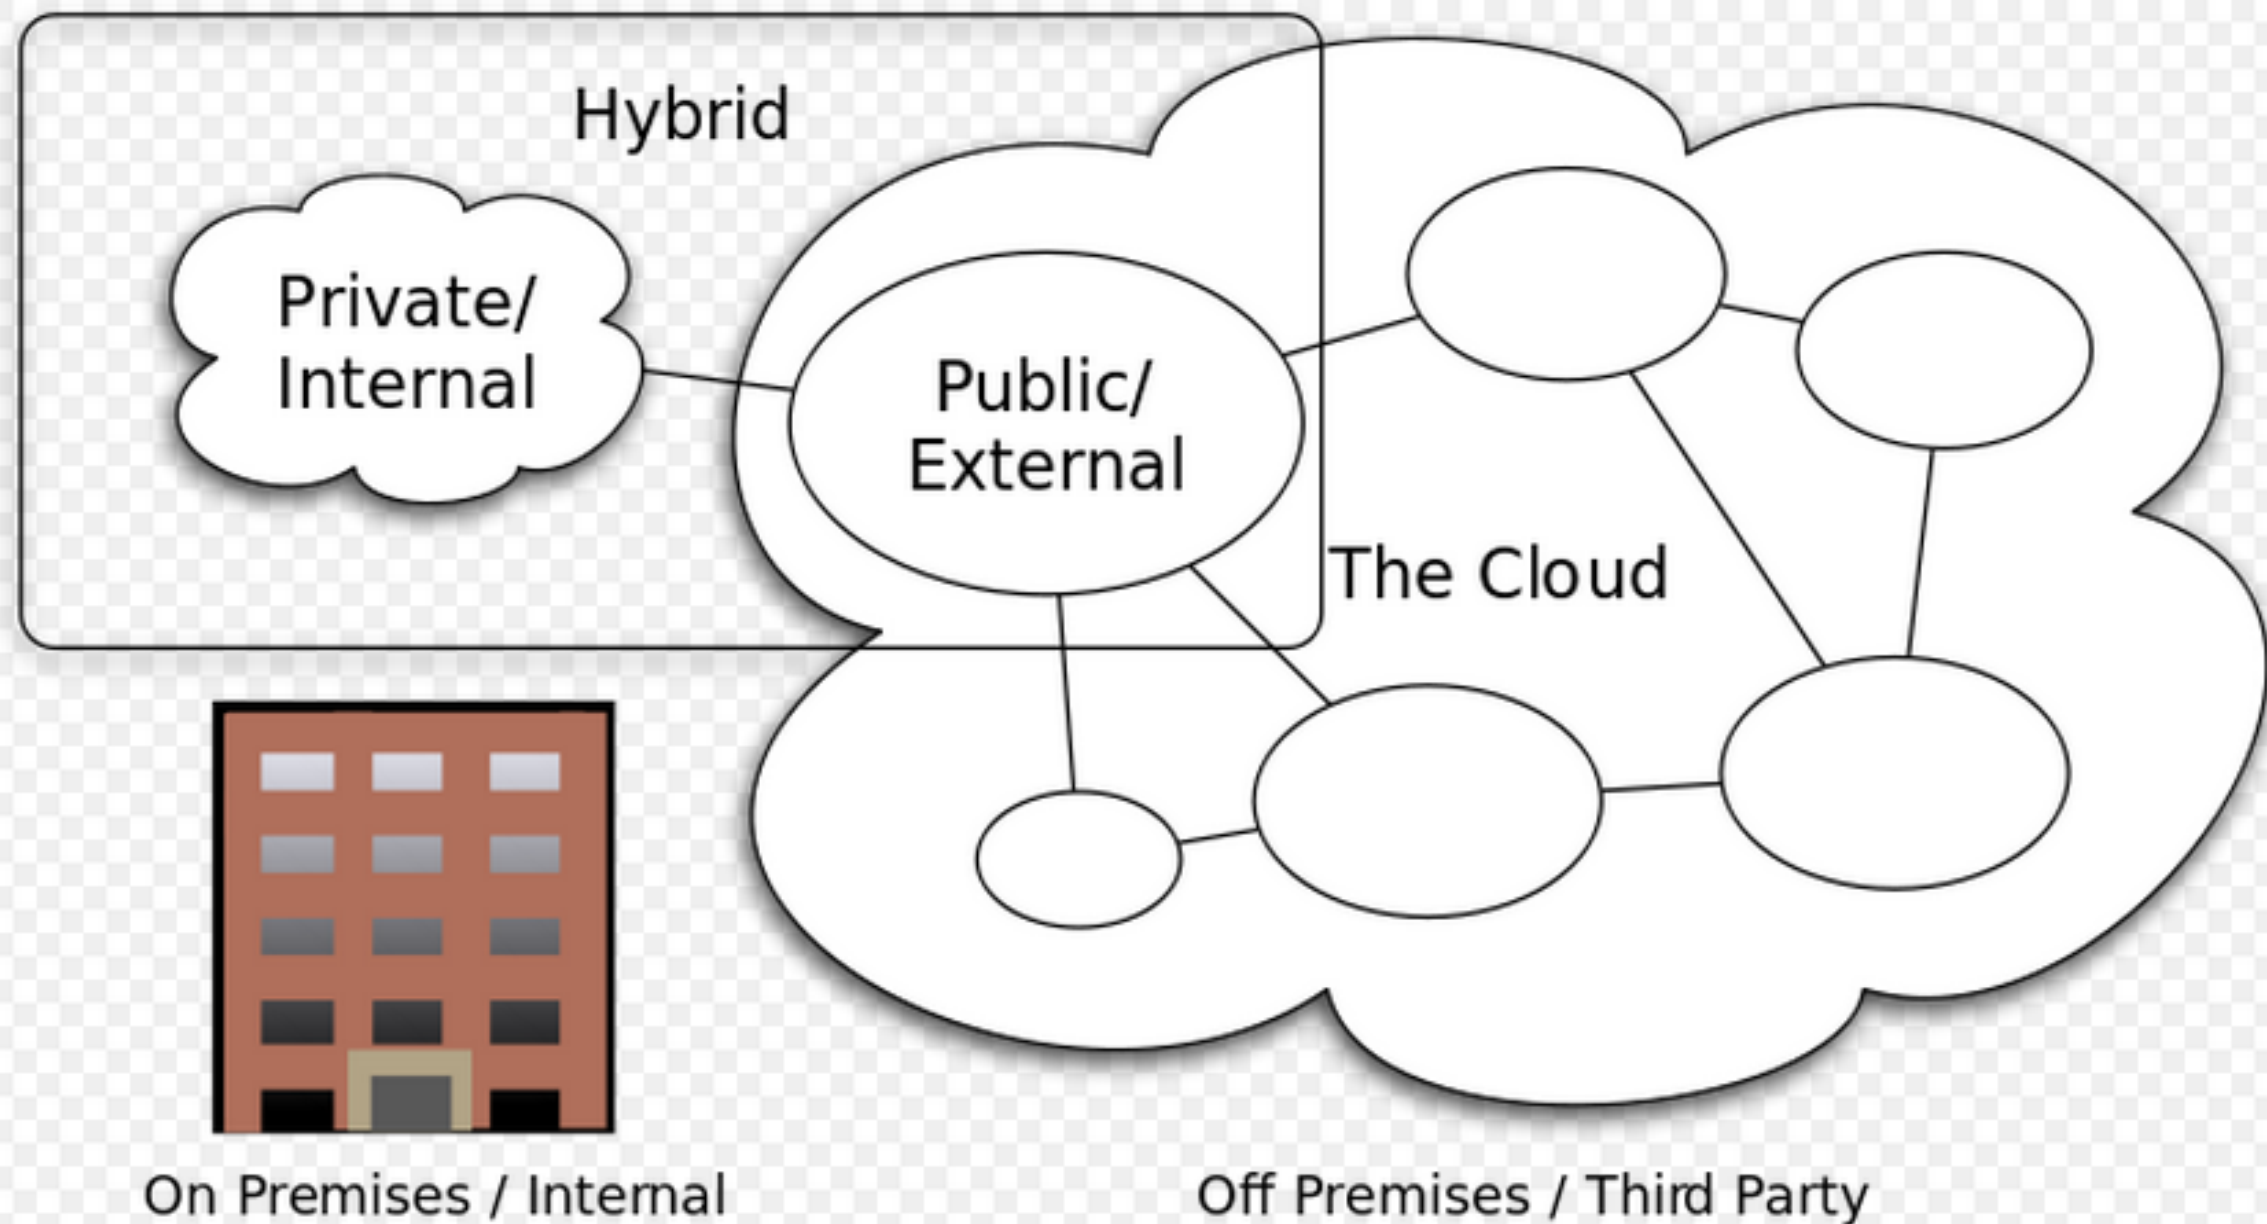 Hybrid
Private/
Internal
Public/
External
The Cloud
On Premises / Internal
Off Premises / Third Party